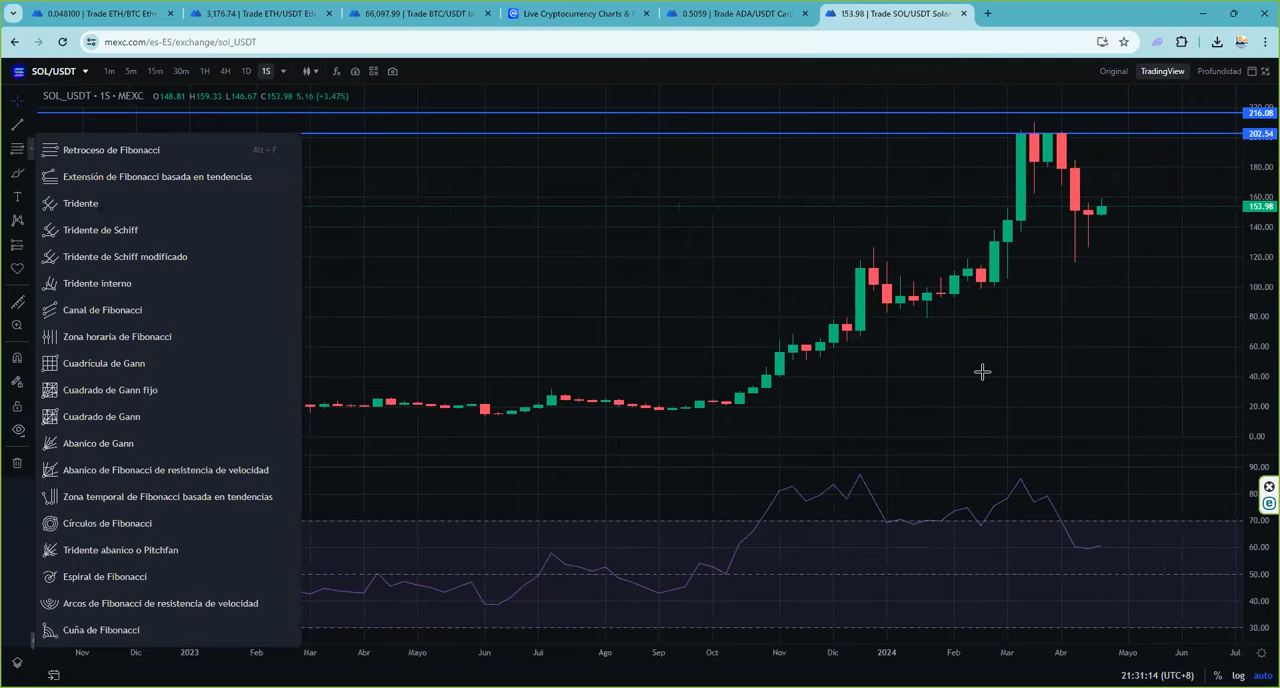 0.048100 | Trade ETH/BTC Eth
3,176.74 | Trade ETH/USDT Eth
66,097.99 | Trade BTC/USDT b
Live Cryptocurrency Charts & M
0.5059 | Trade ADA/USDT Card
153.98 | Trade SOL/USDT Solan
mexc.com/es-ES/exchange/sol_USDT
SOL/USDT 1m 5m 15m 30m 1H 4H 1D 1S
Original TradingView Profundidad
SOL_USDT • 1S • MEXC O148.81 H159.33 L146.67 C153.98 5.16 (+3.47%)
Retroceso de Fibonacci Alt + F
Extensión de Fibonacci basada en tendencias
Tridente
Tridente de Schiff
Tridente de Schiff modificado
Tridente interno
Canal de Fibonacci
Zona horaria de Fibonacci
Cuadrícula de Gann
Cuadrado de Gann fijo
Cuadrado de Gann
Abanico de Gann
Abanico de Fibonacci de resistencia de velocidad
Zona temporal de Fibonacci basada en tendencias
Círculos de Fibonacci
Tridente abanico o Pitchfan
Espiral de Fibonacci
Arcos de Fibonacci de resistencia de velocidad
Cuña de Fibonacci
216.08
202.54
180.00
160.00
153.98
140.00
120.00
100.00
80.00
60.00
40.00
20.00
0.00
90.00
80.00
70.00
60.00
50.00
40.00
30.00
Nov Dic 2023 Feb Mar Abr Mayo Jun Jul Ago Sep Oct Nov Dic 2024 Feb Mar Abr Mayo Jun Jul
21:31:14 (UTC+8) % log auto